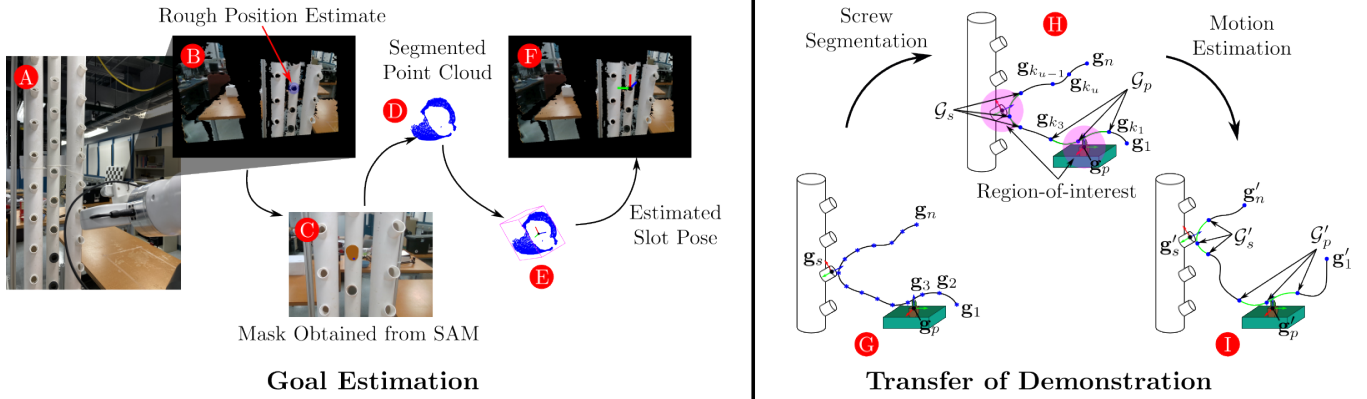 Rough Position Estimate
A
B
Segmented
Point Cloud
F
D
C
E
Estimated
Slot Pose
Mask Obtained from SAM
Goal Estimation
Screw
Segmentation
H
Motion
Estimation
𝐠ₙ
𝐠_{k_{u−1}}
𝐠_{k_u}
𝒢_s
𝒢_p
𝐠_{k_3}
𝐠_{k_1}
𝐠_1
𝐠_p
Region-of-interest
𝐠_n
𝐠_s
𝐠_3 𝐠_2
𝐠_1
𝐠_p
G
𝐠′_n
𝒢′_s
𝒢′_p
𝐠′_s
𝐠′_1
𝐠′_p
I
Transfer of Demonstration